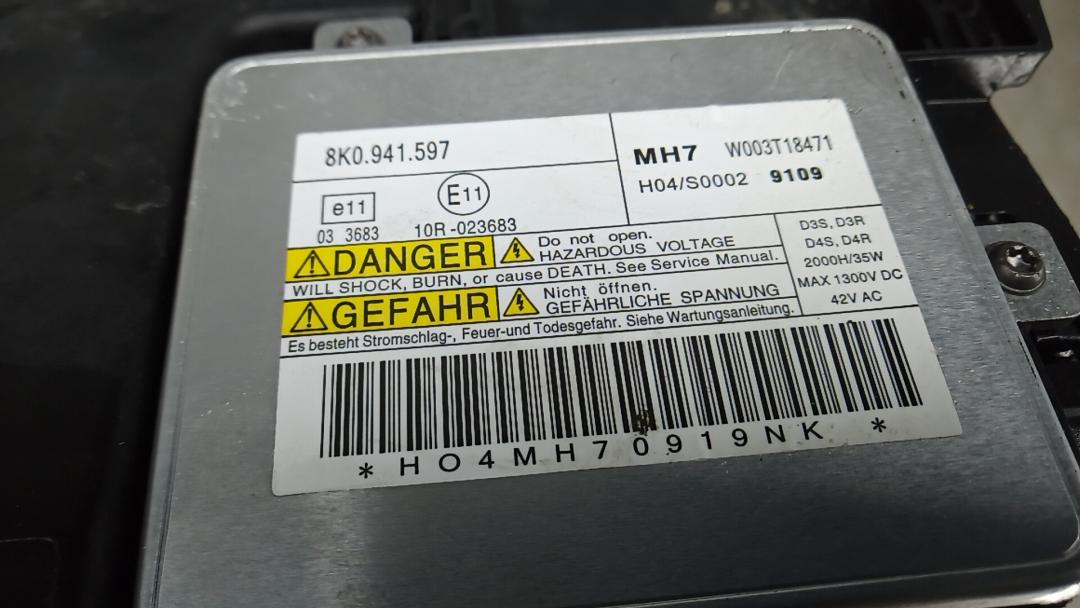 8K0.941.597
MH7 W003T18471
H04/S0002 9109
e11
E11
03 3683 10R-023683
DANGER
Do not open.
HAZARDOUS VOLTAGE
WILL SHOCK, BURN, or cause DEATH. See Service Manual.
GEFAHR
Nicht öffnen.
GEFÄHRLICHE SPANNUNG
Es besteht Stromschlag-, Feuer-und Todesgefahr. Siehe Wartungsanleitung.
D3S, D3R
D4S, D4R
2000H/35W
MAX 1300V DC
42V AC
*HO4MH70919NK*